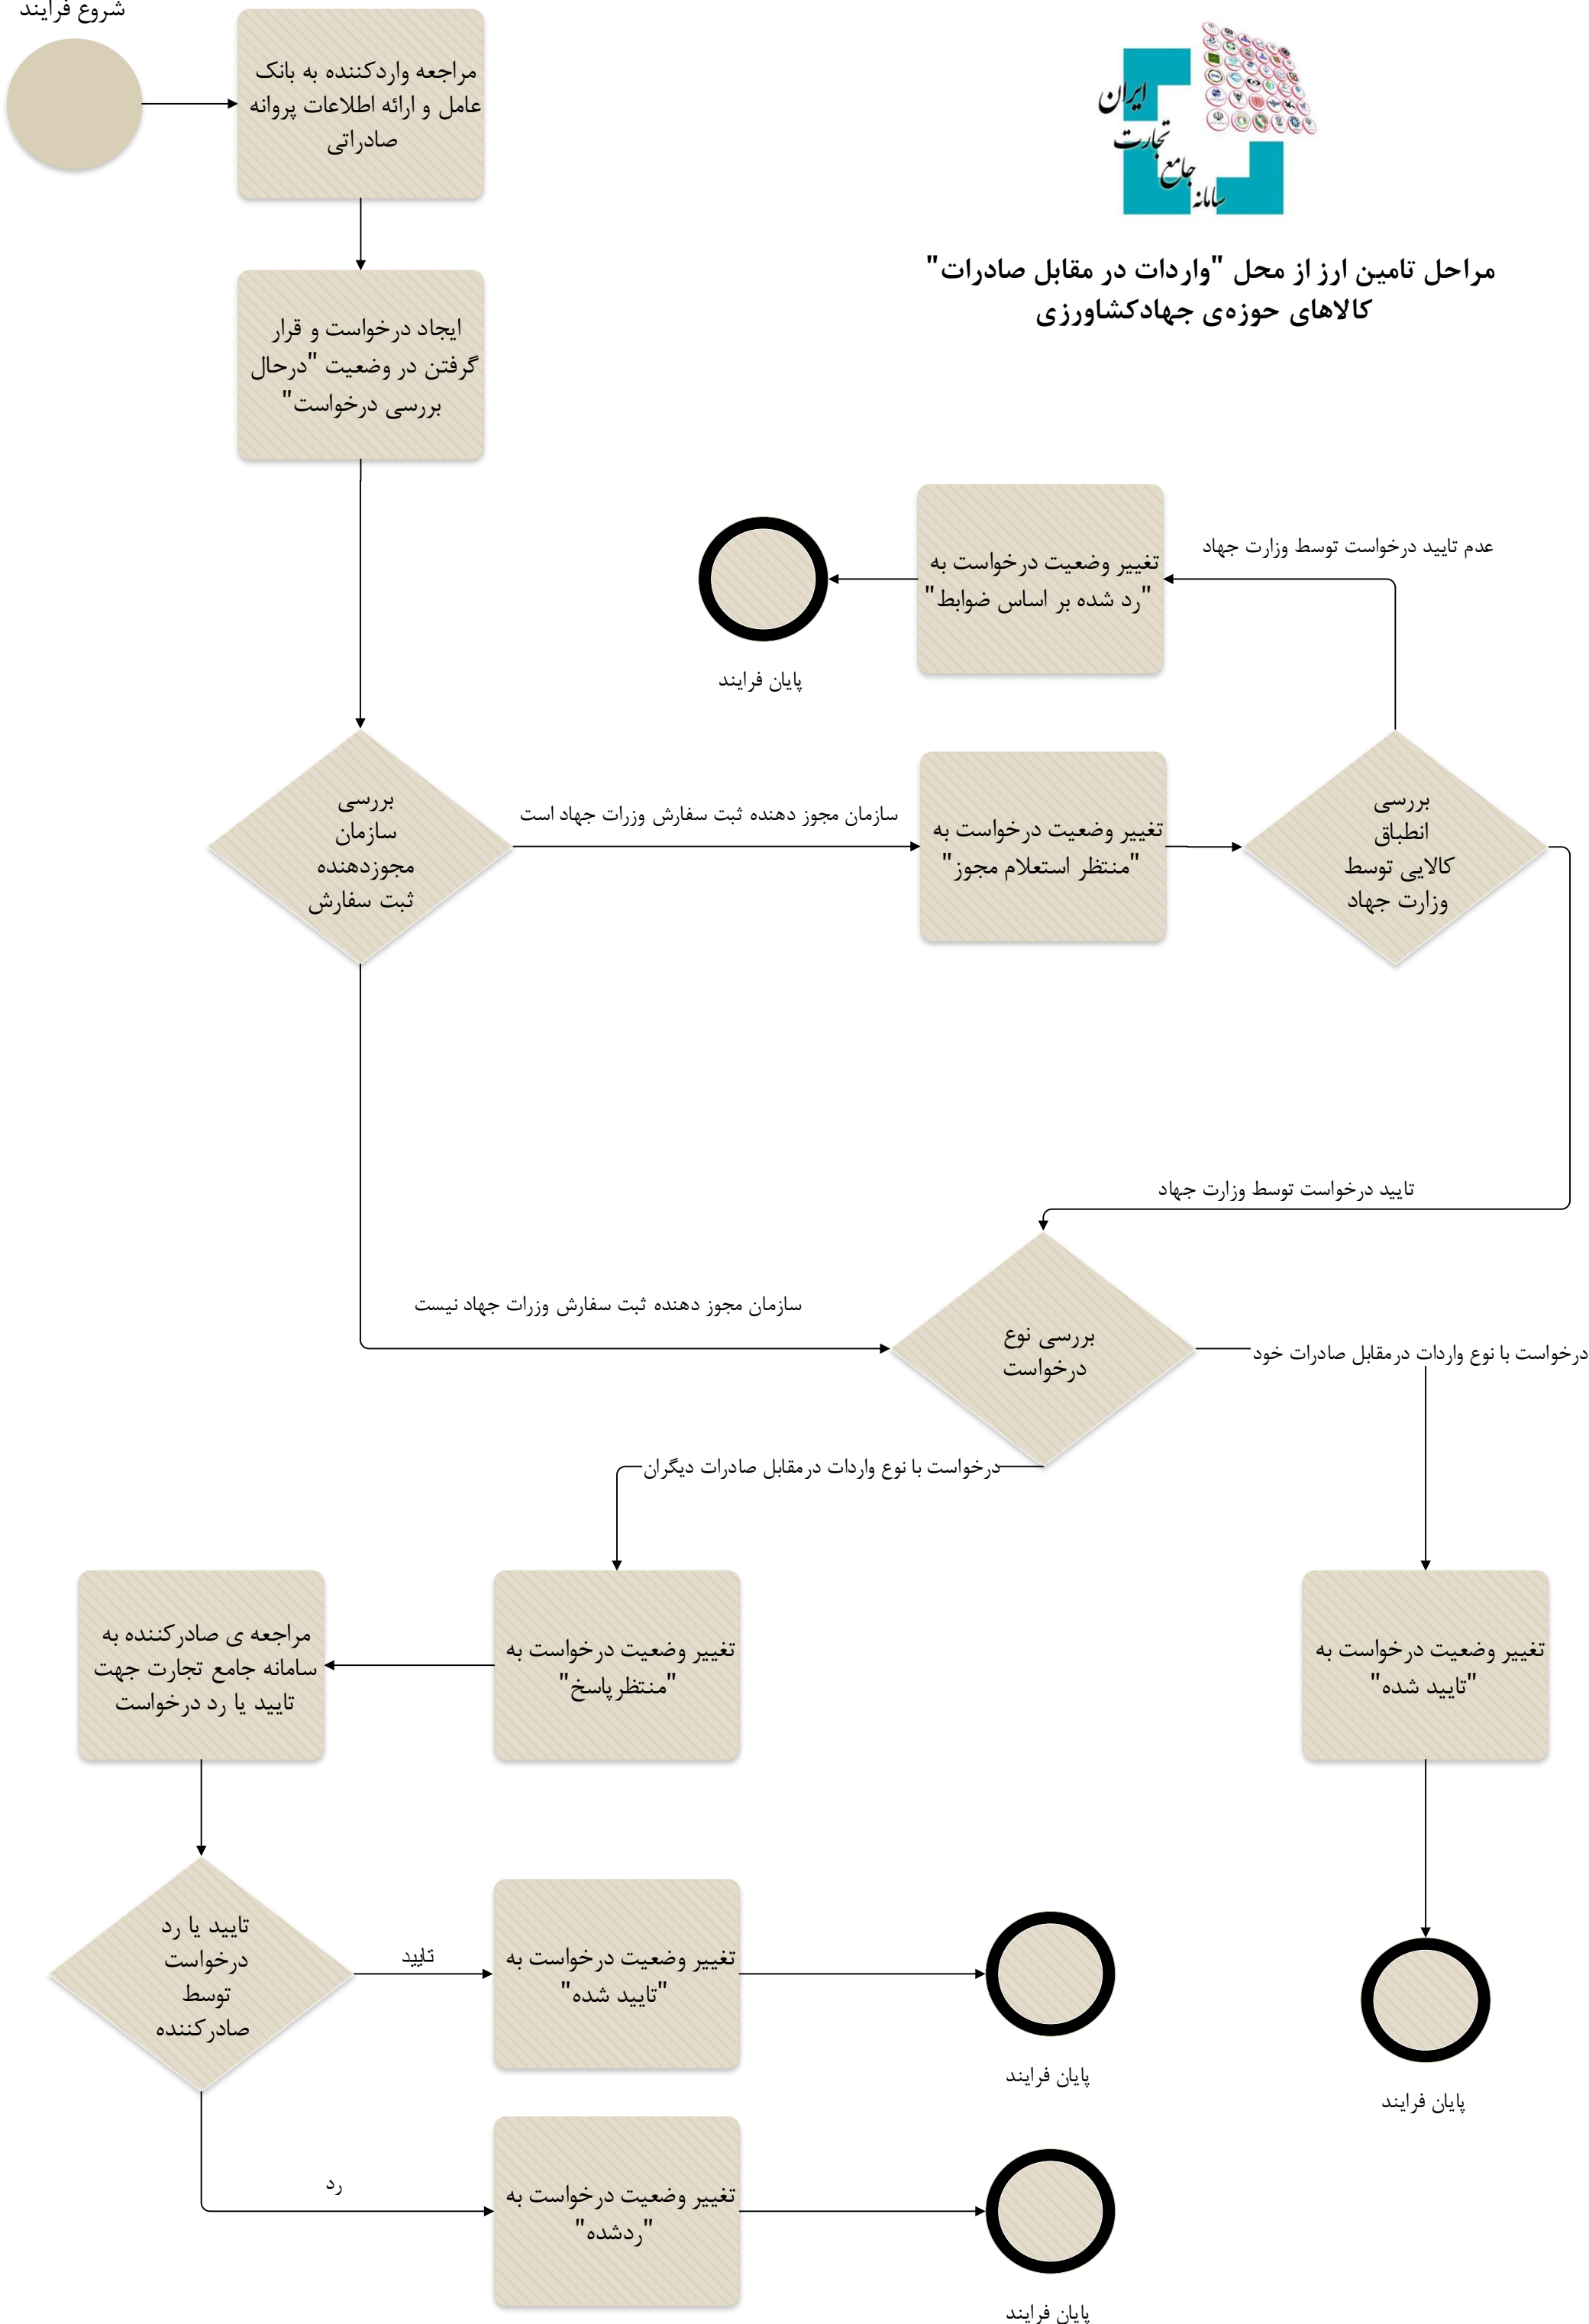 شروع فرایند
مراجعه واردکننده به بانک
عامل و ارائه اطلاعات پروانه
صادراتی
ایران
تجارت
جامع
سامانه
مراحل تامین ارز از محل "واردات در مقابل صادرات"
کالاهای حوزه‌ی جهادکشاورزی
ایجاد درخواست و قرار
گرفتن در وضعیت "درحال
بررسی درخواست"
عدم تایید درخواست توسط وزارت جهاد
تغییر وضعیت درخواست به
"رد شده بر اساس ضوابط"
پایان فرایند
بررسی
سازمان
مجوزدهنده
ثبت سفارش
سازمان مجوز دهنده ثبت سفارش وزرات جهاد است
تغییر وضعیت درخواست به
"منتظر استعلام مجوز"
بررسی
انطباق
کالایی توسط
وزارت جهاد
تایید درخواست توسط وزارت جهاد
سازمان مجوز دهنده ثبت سفارش وزرات جهاد نیست
بررسی نوع
درخواست
درخواست با نوع واردات درمقابل صادرات خود
درخواست با نوع واردات درمقابل صادرات دیگران
تغییر وضعیت درخواست به
"تایید شده"
تغییر وضعیت درخواست به
"منتظرپاسخ"
مراجعه ی صادرکننده به
سامانه جامع تجارت جهت
تایید یا رد درخواست
تایید یا رد
درخواست
توسط
صادرکننده
تایید
تغییر وضعیت درخواست به
"تایید شده"
پایان فرایند
پایان فرایند
رد
تغییر وضعیت درخواست به
"ردشده"
پایان فرایند